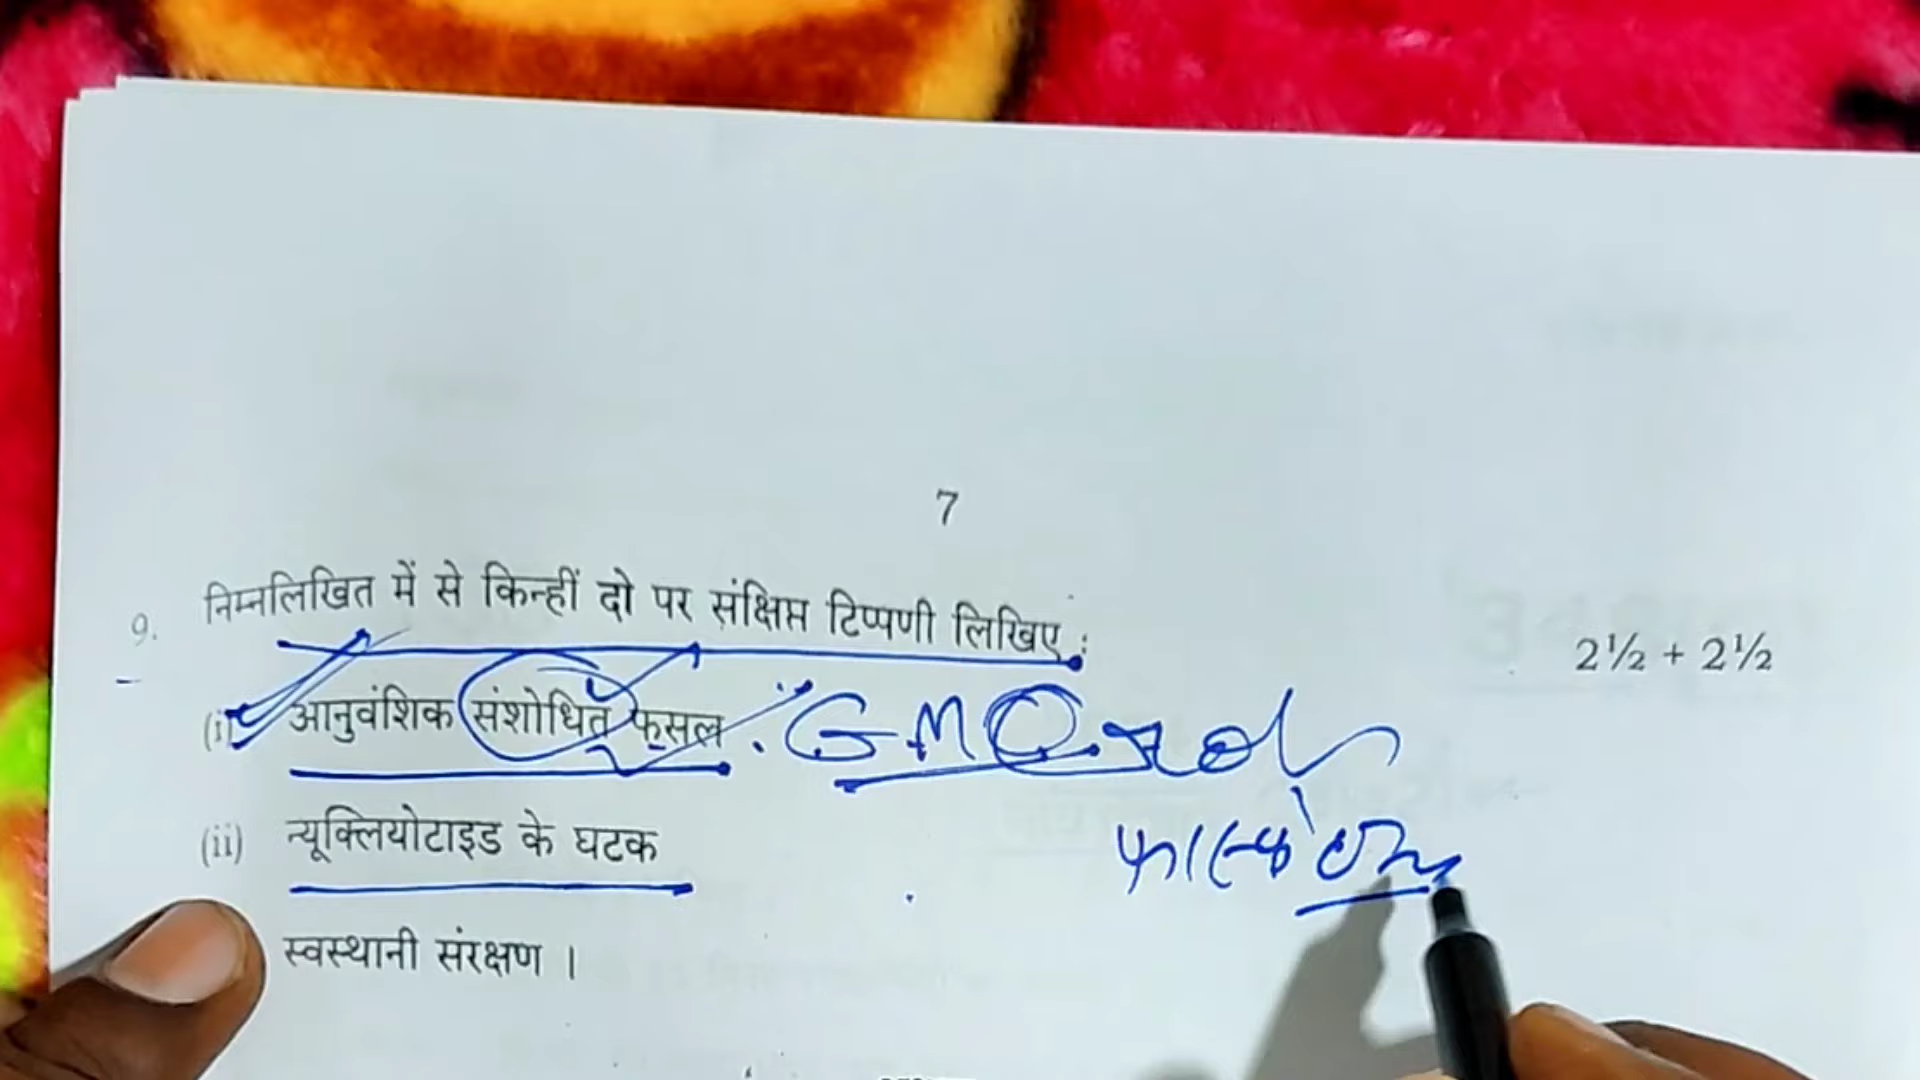 7
9. निम्नलिखित में से किन्हीं दो पर संक्षिप्त टिप्पणी लिखिए : 2½ + 2½
(i) आनुवंशिक संशोधित फसल . GMO
(ii) न्यूक्लियोटाइड के घटक
स्वस्थानी संरक्षण ।